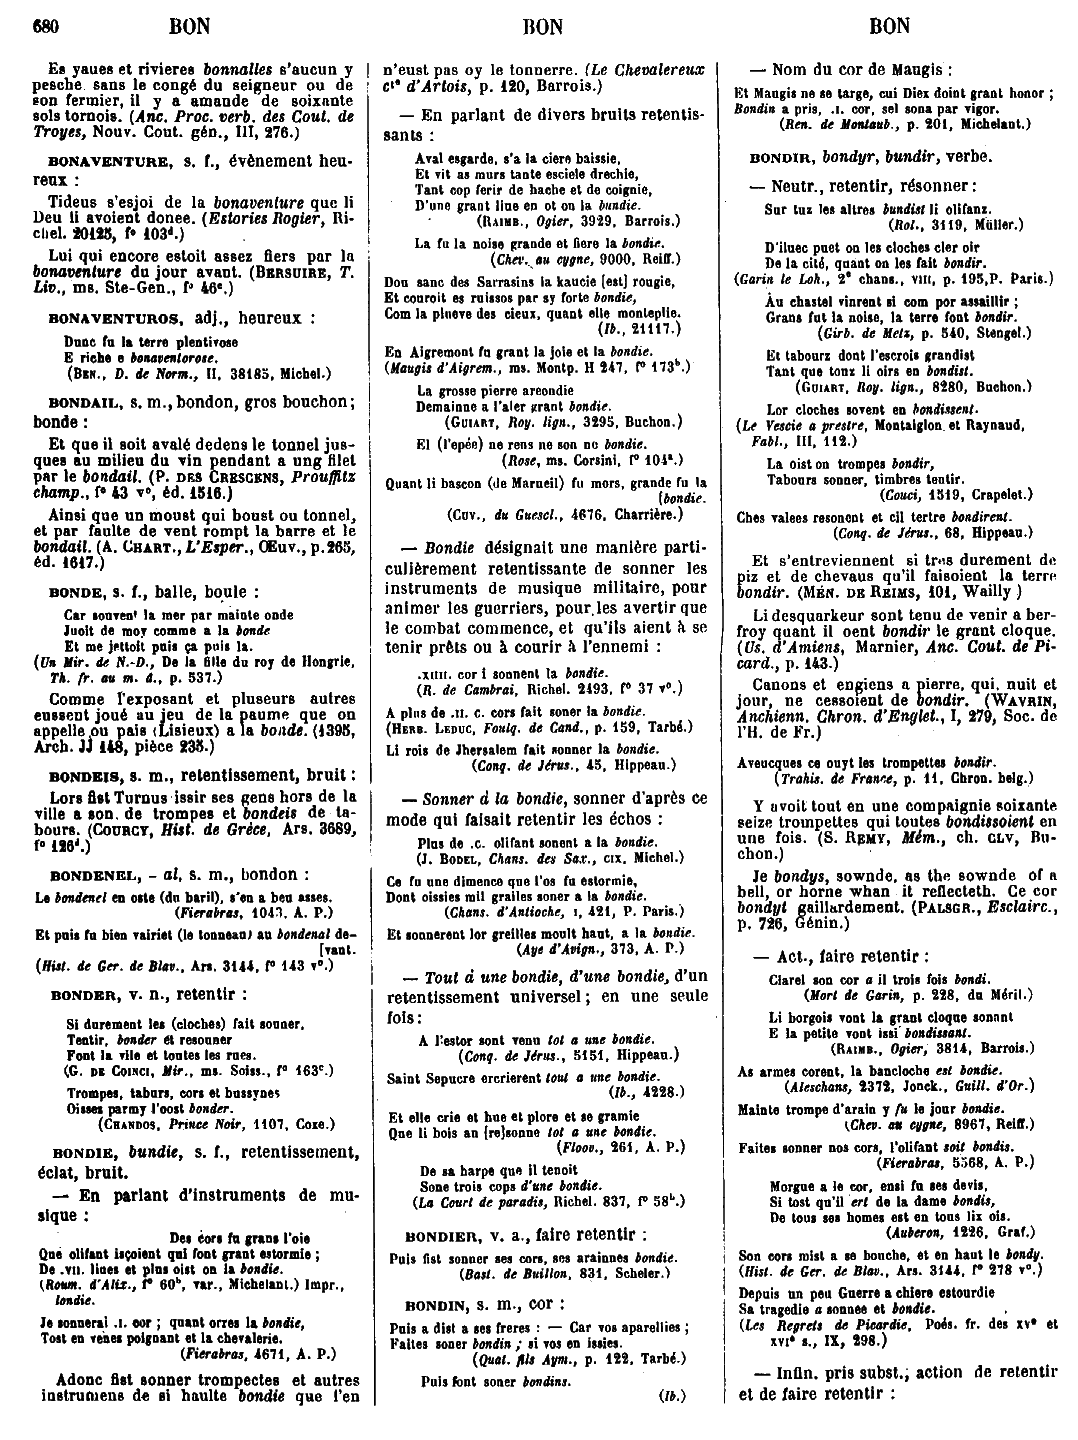 680 BON BON BON
Es yaues et rivieres bonnalles s'aucun y
pesche sans le congé du seigneur ou de
son fermier, il y a amande de soixante
sols tornois. (Anc. Proc. verb. des Cout. de
Troyes, Nouv. Cout. gén., III, 276.)
BONAVENTURE, s. f., évènement heu-
reux :
Tideus s'esjoi de la bonaventure que li
Deu li avoient donee. (Estories Rogier, Ri-
chel. 20125, f° 103d.)
Lui qui encore estoit assez fiers par la
bonaventure du jour avant. (BERSUIRE, T.
Liv., ms. Ste-Gen., f° 46c.)
BONAVENTUROS, adj., heureux :
Dunc fu la terre plentivose
E riche e bonaventorose.
(BEN., D. de Norm., II, 38185, Michel.)
BONDAIL, s. m., bondon, gros bouchon;
bonde :
Et que il soit avalé dedens le tonnel jus-
ques au milieu du vin pendant a ung filet
par le bondail. (P. DES CRESCENS, Prouffitz
champ., f° 43 v°, éd. 1516.)
Ainsi que un moust qui boust ou tonnel,
et par faulte de vent rompt la barre et le
bondail. (A. CHART., L'Esper., Œuv., p. 265,
éd. 1617.)
BONDE, s. f., balle, boule :
Car souvent la mer par mainte onde
Juoit de moy comme a la bonde
Et me jettoit puis ça puis la.
(Un Mir. de N.-D., De la fille du roy de Hongrie,
Th. fr. au m. â., p. 537.)
Comme l'exposant et pluseurs autres
eussent joué au jeu de la paume que on
appelle ou pais (Lisieux) a la bonde. (1395,
Arch. JJ 148, pièce 235.)
BONDEIS, s. m., retentissement, bruit :
Lors fist Turnus issir ses gens hors de la
ville a son de trompes et bondeis de ta-
bours. (COURCY, Hist. de Grèce, Ars. 3689,
f° 126d.)
BONDENEL, - al, s. m., bondon :
Le bondenel en oste (du baril), s'en a beu asses.
(Fierabras, 1043, A. P.)
Et puis fu bien vairiet (le tonneau) au bondenal de-
[vant.
(Hist. de Ger. de Blav., Ars. 3144, f° 143 v°.)
BONDER, v. n., retentir :
Si durement les (cloches) fait souner,
Tentir, bonder et resouner
Font la vile et toutes les rues.
(G. DE COINCI, Mir., ms. Soiss., f° 163c.)
Trompes, taburs, cors et bussynes
Oisses parmy l'oost bonder.
(CHANDOS, Prince Noir, 1107, Coxe.)
BONDIE, bundie, s. f., retentissement,
éclat, bruit.
— En parlant d'instruments de mu-
sique :
Des cors fu grans l'oie
Que olifant isçoient qui font grant estormie ;
De .VII. liues et plus oist on la bondie.
(Roum. d'Alix., f° 60b, var., Michelant.) Impr.,
londie.
Je sonnerai .I. cor ; quant orres la bondie,
Tost en venes poignant et la chevalerie.
(Fierabras, 4671, A. P.)
Adonc fist sonner trompectes et autres
instrumens de si haulte bondie que l'en
n'eust pas oy le tonnerre. (Le Chevalereux
cte d'Artois, p. 120, Barrois.)
— En parlant de divers bruits retentis-
sants :
Aval esgarde, s'a la ciere baissie,
Et vit as murs tante esciele drechie,
Tant cop ferir de hache et de coignie,
D'une grant liue en ot on la bundie.
(RAIMB., Ogier, 3929, Barrois.)
La fu la noise grande et fiere la bondie.
(Chev. au cygne, 9000, Reiff.)
Dou sanc des Sarrasins la kaucie [est] rougie,
Et couroit es ruissos par sy forte bondie,
Com la plueve des cieux, quant elle monteplie.
(Ib., 21117.)
En Aigremont fu grant la joie et la bondie.
(Maugis d'Aigrem., ms. Montp. H 247, f° 173b.)
La grosse pierre areondie
Demainne a l'aler grant bondie.
(GUIART, Roy. lign., 3295, Buchon.)
El (l'epée) ne rens ne son ne bondie.
(Rose, ms. Corsini, f° 104a.)
Quant li bascon (de Marueil) fu mors, grande fu la
[bondie.
(CUV., du Guescl., 4676, Charrière.)
— Bondie désignait une manière parti-
culièrement retentissante de sonner les
instruments de musique militaire, pour
animer les guerriers, pour les avertir que
le combat commence, et qu'ils aient à se
tenir prêts ou à courir à l'ennemi :
.XIIII. cor i sonnent la bondie.
(R. de Cambrai, Richel. 2493, f° 37 v°.)
A plus de .II. C. cors fait soner la bondie.
(HERB. LEDUC, Foulq. de Cand., p. 159, Tarbé.)
Li rois de Jhersalem fait sonner la bondie.
(Conq. de Jérus., 45, Hippeau.)
— Sonner à la bondie, sonner d'après ce
mode qui faisait retentir les échos :
Plus de .C. olifant sonent a la bondie.
(J. BODEL, Chans. des Sax., CIX, Michel.)
Ce fu une dimence que l'os fu estormie,
Dont oissies mil grailes soner a la bondie.
(Chans. d'Antioche, I, 421, P. Paris.)
Et sonnerent lor greilles moult haut, a la bondie.
(Aye d'Avign., 373, A. P.)
— Tout à une bondie, d'une bondie, d'un
retentissement universel ; en une seule
fois :
A l'estor sont venu tot a une bondie.
(Conq. de Jérus., 5151, Hippeau.)
Saint Sepucre ercrierent tout a une bondie.
(Ib., 4228.)
Et elle crie et hue et plore et se gramie
Que li bois an [re]sonne tot a une bondie.
(Floov., 261, A. P.)
De sa harpe que il tenoit
Sone trois cops d'une bondie.
(La Court de paradis, Richel. 837, f° 58b.)
BONDIER, v. a., faire retentir :
Puis fist sonner ses cors, ses arainnes bondie.
(Bast. de Buillon, 831, Scheler.)
BONDIN, s. m., cor :
Puis a dist a ses freres : — Car vos aparellies ;
Faites soner bondin ; si vos en issies.
(Quat. fils Aym., p. 122, Tarbé.)
Puis font soner bondins.
(Ib.)
— Nom du cor de Maugis :
Et Maugis ne se targe, cui Diex doint grant honor ;
Bondin a pris, .I. cor, sel sona par vigor.
(Ren. de Montaub., p. 201, Michelant.)
BONDIR, bondyr, bundir, verbe.
— Neutr., retentir, résonner :
Sur tuz les altres bundist li olifanz.
(Rol., 3119, Müller.)
D'iluec puet on les cloches cler oir
De la cité, quant on les fait bondir.
(Garin le Loh., 2e chans., VIII, p. 195, P. Paris.)
Au chastel vinrent si com por assaillir ;
Grans fut la noise, la terre font bondir.
(Girb. de Metz, p. 540, Stengel.)
Et tabourz dont l'escrois grandist
Tant que touz li oirs en bondist.
(GUIART, Roy. lign., 8280, Buchon.)
Lor cloches sovent en bondissent.
(Le Vescie a prestre, Montaiglon et Raynaud,
Fabl., III, 112.)
La oist on trompes bondir,
Tabours sonner, timbres tentir.
(Couci, 1519, Crapelet.)
Ches valees resonent et cil tertre bondirent.
(Conq. de Jérus., 68, Hippeau.)
Et s'entreviennent si tres durement de
piz et de chevaus qu'il faisoient la terre
bondir. (MÉN. DE REIMS, 101, Wailly )
Li desquarkeur sont tenu de venir a ber-
froy quant il oent bondir le grant cloque.
(Us. d'Amiens, Marnier, Anc. Cout. de Pi-
card., p. 143.)
Canons et engiens a pierre, qui, nuit et
jour, ne cessoient de bondir. (WAVRIN,
Anchienn. Chron. d'Englet., I, 279, Soc. de
l'H. de Fr.)
Aveucques ce ouyt les trompettes bondir.
(Trahis. de France, p. 11, Chron. belg.)
Y avoit tout en une compaignie soixante
seize trompettes qui toutes bondissoient en
une fois. (S. REMY, Mém., ch. CLV, Bu-
chon.)
Je bondys, sownde, as the sownde of a
bell, or horne whan it reflecteth. Ce cor
bondyt gaillardement. (PALSGR., Esclairc.,
p. 726, Génin.)
— Act., faire retentir :
Clarel son cor a il trois fois bondi.
(Mort de Garin, p. 228, du Méril.)
Li borgois vont la grant cloque sonant
E la petite vont issi bondissant.
(RAIMB., Ogier, 3814, Barrois.)
As armes corent, la bancloche est bondie.
(Aleschans, 2372, Jonck., Guill. d'Or.)
Mainte trompe d'arain y fu le jour bondie.
(Chev. au cygne, 8967, Reiff.)
Faites sonner nos cors, l'olifant soit bondis.
(Fierabras, 5568, A. P.)
Morgue a le cor, ensi fu ses devis,
Si tost qu'il ert de la dame bondis,
De tous ses homes est en tous lix ois.
(Auberon, 1226, Graf.)
Son cors mist a se bouche, et en haut le bondy.
(Hist. de Ger. de Blav., Ars. 3144, f° 278 v°.)
Depuis un peu Guerre a chiere estourdie
Sa tragedie a sonnee et bondie.
(Les Regrets de Picardie, Poés. fr. des XVe et
XVIe s., IX, 298.)
— Infin. pris subst., action de retentir
et de faire retentir :